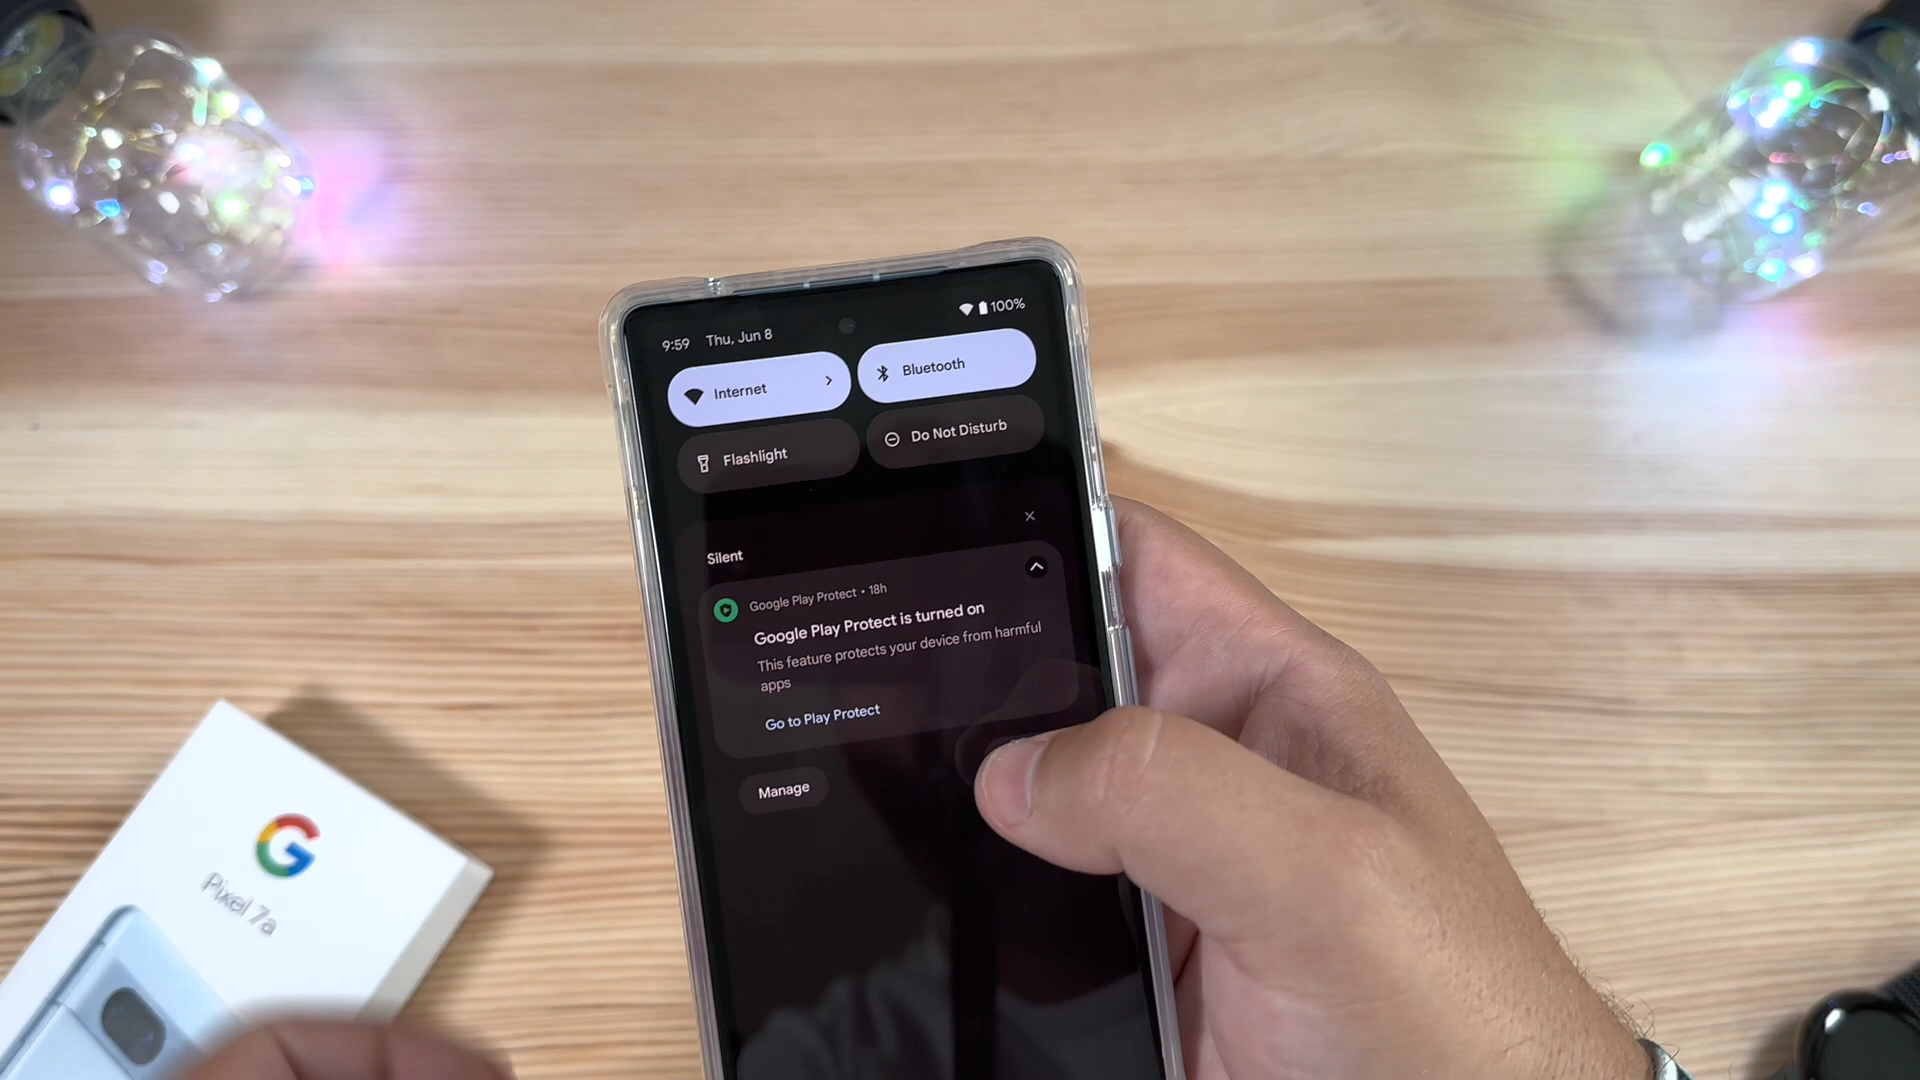 9:59 Thu, Jun 8 100%
Internet Bluetooth
Flashlight Do Not Disturb
Silent
Google Play Protect • 18h
Google Play Protect is turned on
This feature protects your device from harmful
apps
Go to Play Protect
Manage
G
Pixel 7a